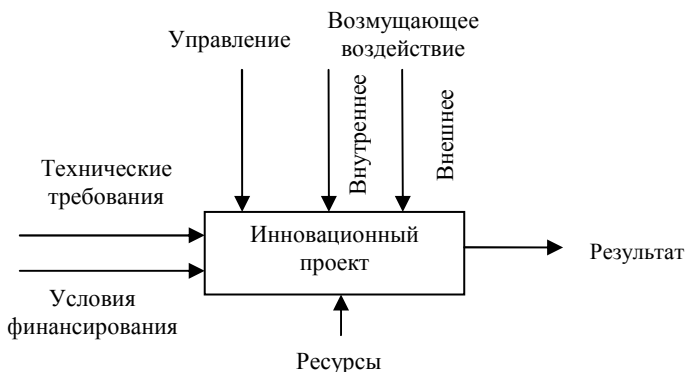 Управление
Возмущающее
воздействие
Внутреннее
Внешнее
Технические
требования
Инновационный
проект
Результат
Условия
финансирования
Ресурсы